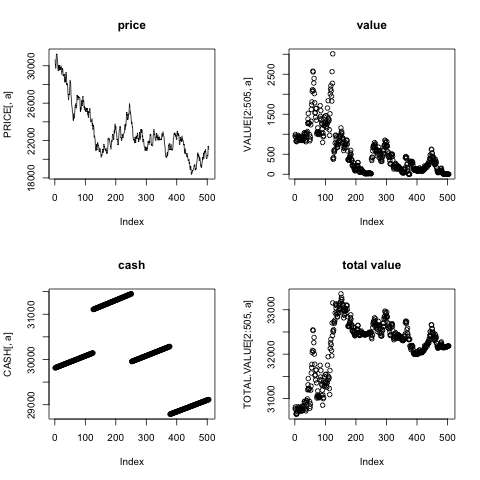 price
PRICE[, a]
18000 22000 26000 30000
0 100 200 300 400 500
Index
value
VALUE[2:505, a]
0 500 1500 2500
0 100 200 300 400 500
Index
cash
CASH[, a]
29000 30000 31000
0 100 200 300 400 500
Index
total value
TOTAL.VALUE[2:505, a]
31000 32000 33000
0 100 200 300 400 500
Index